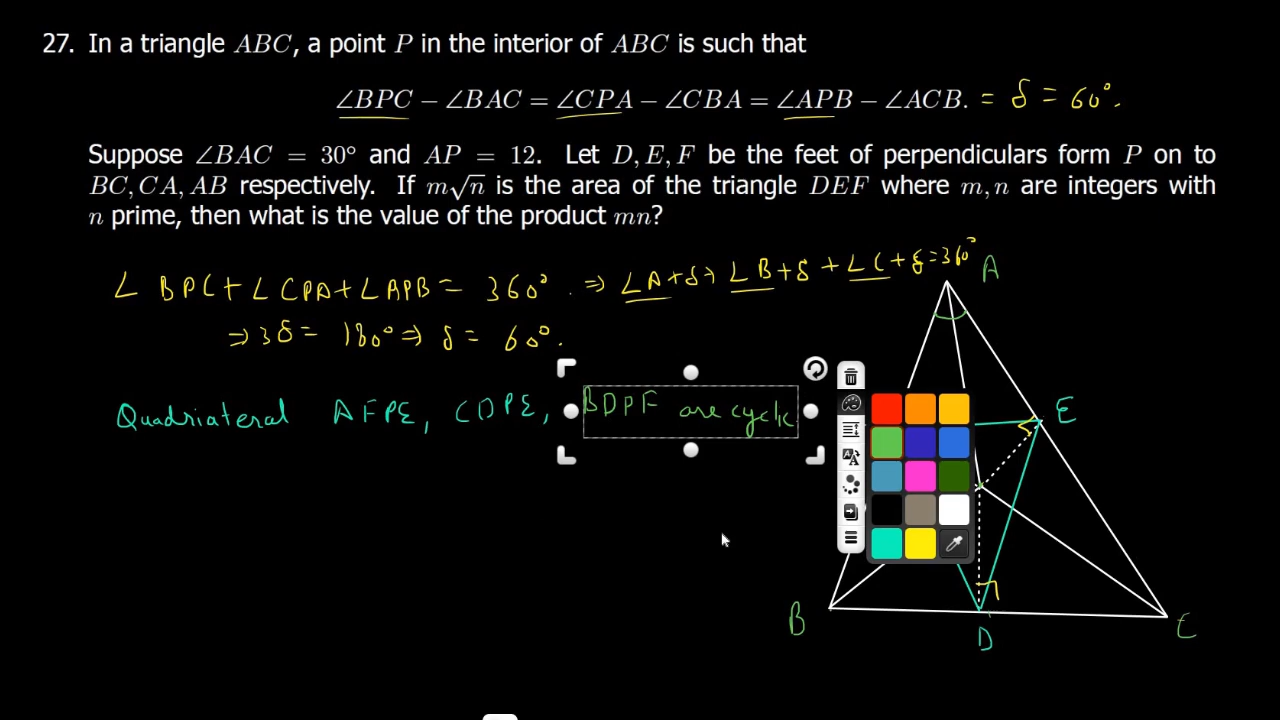 27. In a triangle ABC, a point P in the interior of ABC is such that
∠BPC − ∠BAC = ∠CPA − ∠CBA = ∠APB − ∠ACB. = δ = 60°.
Suppose ∠BAC = 30° and AP = 12. Let D, E, F be the feet of perpendiculars form P on to
BC, CA, AB respectively. If m√n is the area of the triangle DEF where m, n are integers with
n prime, then what is the value of the product mn?
∠BPC + ∠CPA + ∠APB = 360°. ⇒ ∠A + δ + ∠B + δ + ∠C + δ = 360°
⇒ 3δ = 180° ⇒ δ = 60°.
Quadriateral AFPE, CDPE, BDPF are cyclic
A
E
B
D
C